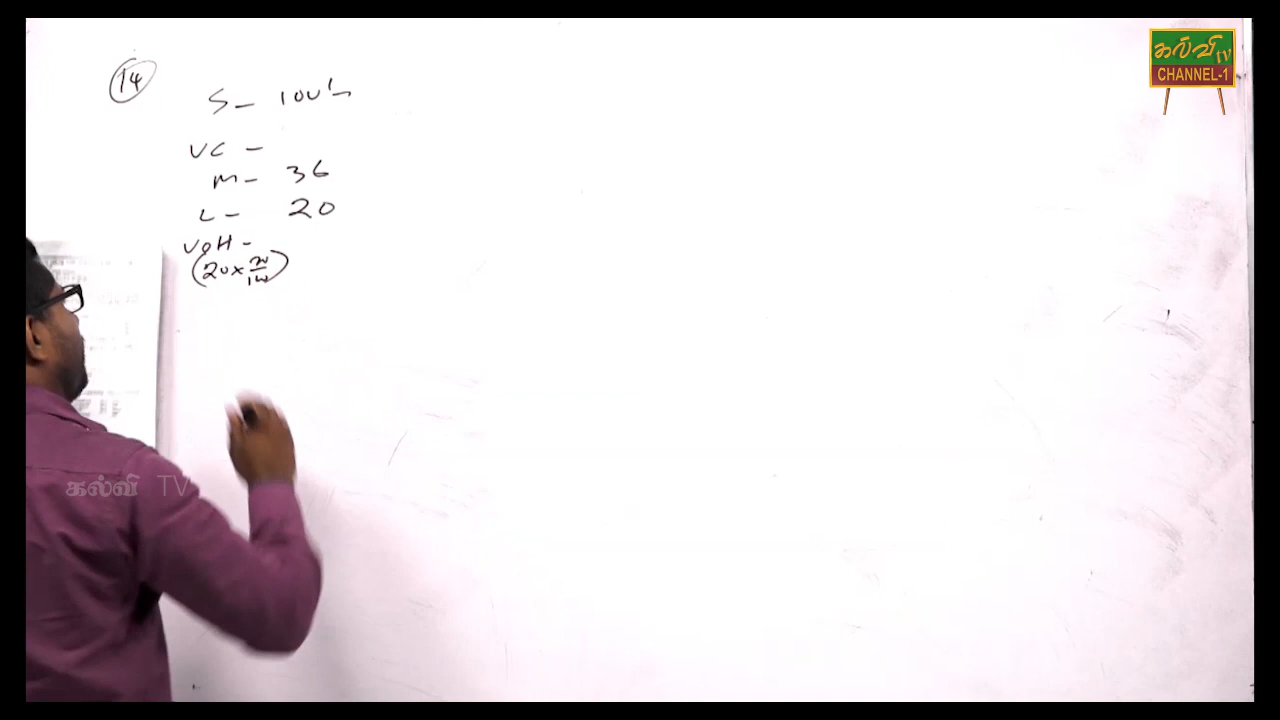 கல்வி TV
CHANNEL-1
14
S - 100%
VC -
M - 36
L - 20
VOH -
(20 × 20/100)
கல்வி TV